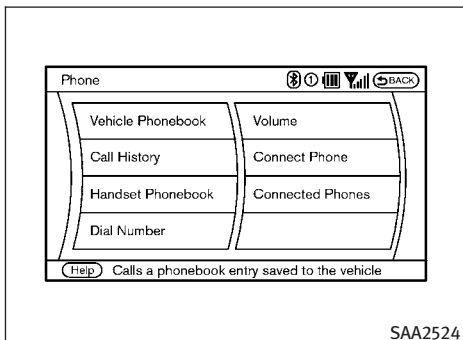 Phone ① BACK
Vehicle Phonebook Volume
Call History Connect Phone
Handset Phonebook Connected Phones
Dial Number
Help Calls a phonebook entry saved to the vehicle
SAA2524